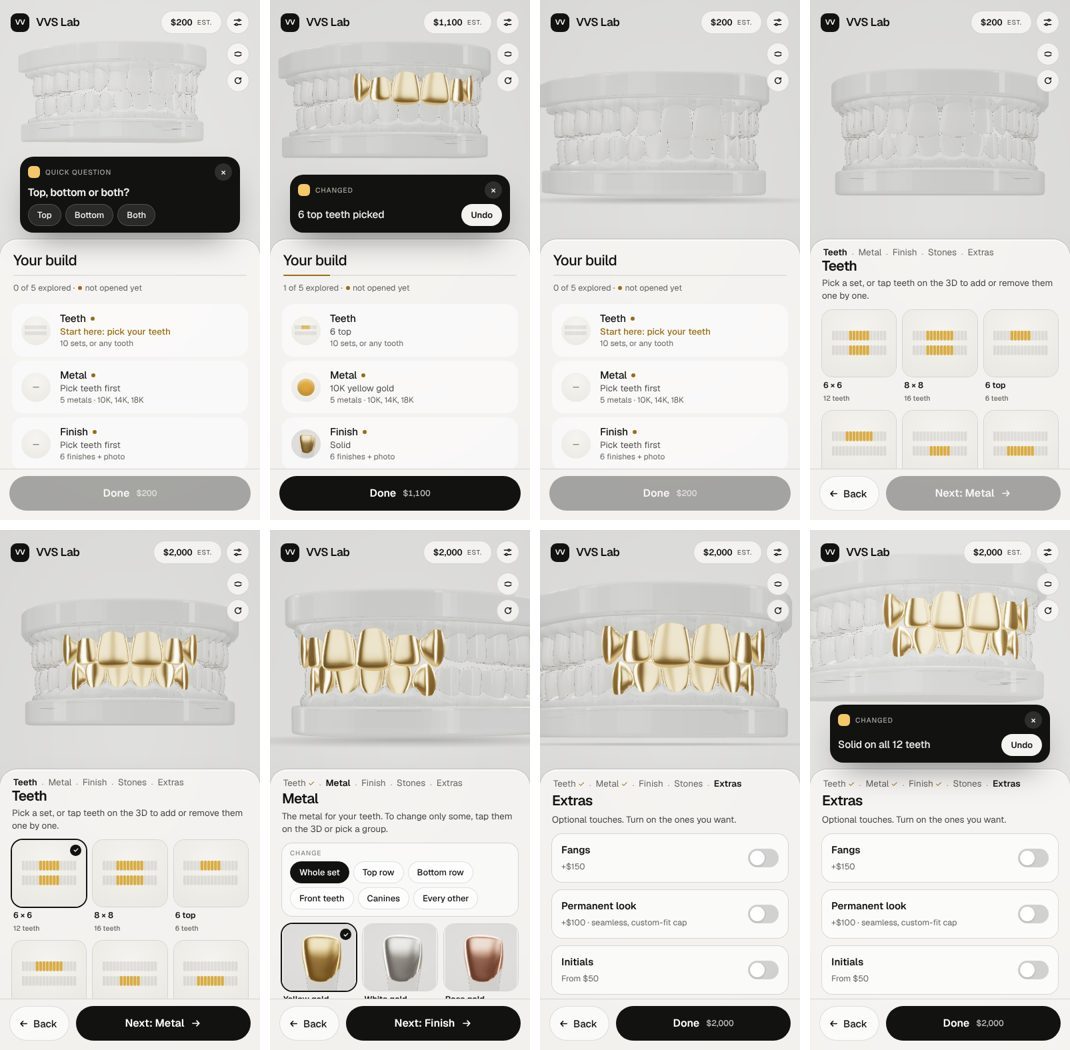 VV VVS Lab $200 EST.
QUICK QUESTION
Top, bottom or both?
Top Bottom Both
Your build
0 of 5 explored · not opened yet
Teeth
Start here: pick your teeth
10 sets, or any tooth
Metal
Pick teeth first
5 metals · 10K, 14K, 18K
Finish
Pick teeth first
6 finishes + photo
Done $200
VV VVS Lab $1,100 EST.
CHANGED
6 top teeth picked Undo
Your build
1 of 5 explored · not opened yet
Teeth
6 top
10 sets, or any tooth
Metal
10K yellow gold
5 metals · 10K, 14K, 18K
Finish
Solid
6 finishes + photo
Done $1,100
VV VVS Lab $200 EST.
Your build
0 of 5 explored · not opened yet
Teeth
Start here: pick your teeth
10 sets, or any tooth
Metal
Pick teeth first
5 metals · 10K, 14K, 18K
Finish
Pick teeth first
6 finishes + photo
Done $200
VV VVS Lab $200 EST.
Teeth · Metal · Finish · Stones · Extras
Teeth
Pick a set, or tap teeth on the 3D to add or remove them
one by one.
6 × 6 8 × 8 6 top
12 teeth 16 teeth 6 teeth
← Back Next: Metal →
VV VVS Lab $2,000 EST.
Teeth · Metal · Finish · Stones · Extras
Teeth
Pick a set, or tap teeth on the 3D to add or remove them
one by one.
6 × 6 8 × 8 6 top
12 teeth 16 teeth 6 teeth
← Back Next: Metal →
VV VVS Lab $2,000 EST.
Teeth ✓ · Metal · Finish · Stones · Extras
Metal
The metal for your teeth. To change only some, tap them
on the 3D or pick a group.
CHANGE
Whole set Top row Bottom row
Front teeth Canines Every other
Yellow gold White gold Rose gold
← Back Next: Finish →
VV VVS Lab $2,000 EST.
Teeth ✓ · Metal ✓ · Finish · Stones · Extras
Extras
Optional touches. Turn on the ones you want.
Fangs
+$150
Permanent look
+$100 · seamless, custom-fit cap
Initials
From $50
← Back Done $2,000
VV VVS Lab $2,000 EST.
CHANGED
Solid on all 12 teeth Undo
Teeth ✓ · Metal ✓ · Finish ✓ · Stones · Extras
Extras
Optional touches. Turn on the ones you want.
Fangs
+$150
Permanent look
+$100 · seamless, custom-fit cap
Initials
From $50
← Back Done $2,000